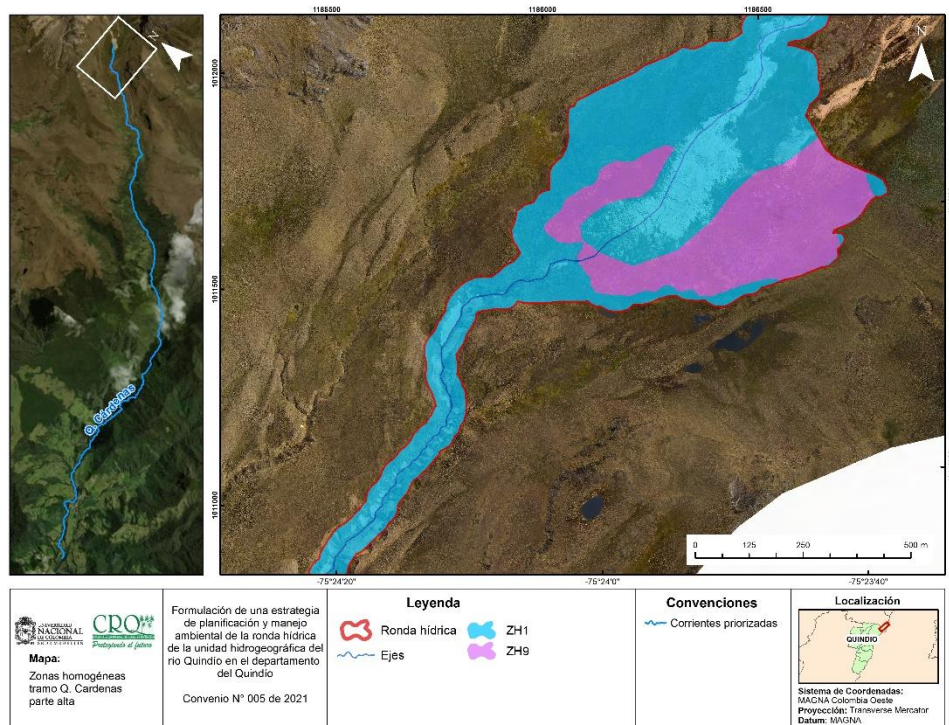 N
Q. Cárdenas
1185500
1186000
1186500
N
1012000
1011500
1011000
0 125 250 500 m
-75°24'20"
-75°24'0"
-75°23'40"
UNIVERSIDAD
NACIONAL
DE COLOMBIA
CRQ
Protegiendo el futuro
Mapa:
Zonas homogéneas
tramo Q. Cardenas
parte alta
Formulación de una estrategia
de planificación y manejo
ambiental de la ronda hídrica
de la unidad hidrogeográfica del
rio Quindío en el departamento
del Quindío
Convenio N° 005 de 2021
Leyenda
Ronda hídrica
Ejes
ZH1
ZH9
Convenciones
Corrientes priorizadas
Localización
QUINDIO
Sistema de Coordenadas:
MAGNA Colombia Oeste
Proyección: Transverse Mercator
Datum: MAGNA